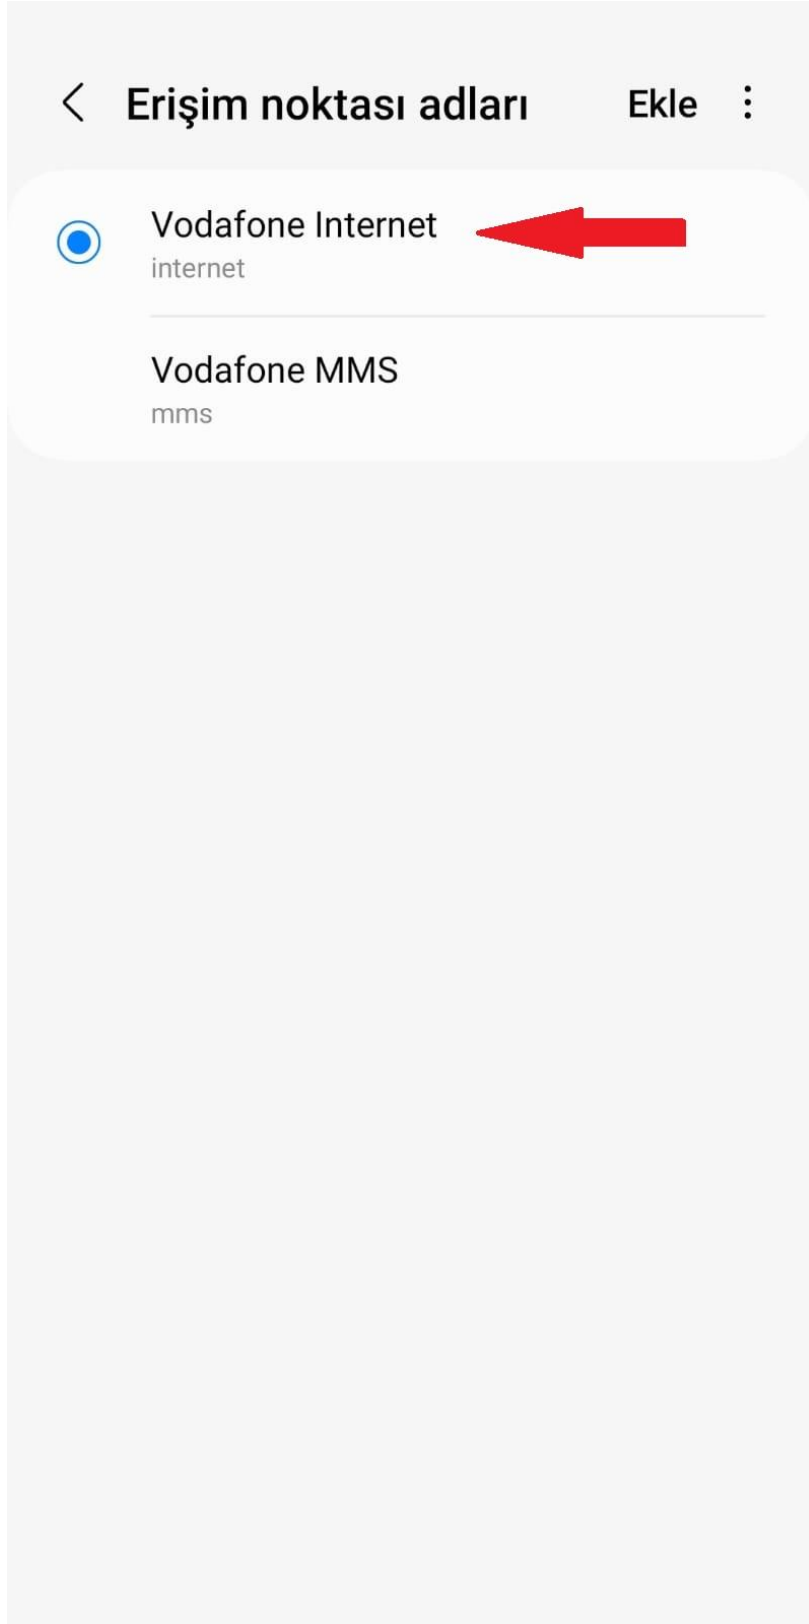 Erişim noktası adları Ekle
Vodafone Internet
internet
Vodafone MMS
mms